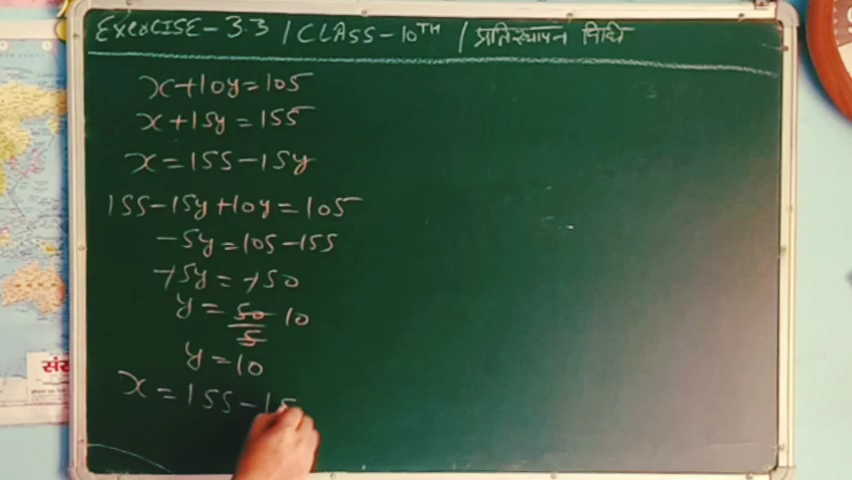 EXERCISE-3.3 / CLASS-10TH / प्रतिस्थापन विधि
x+10y=105
x+15y=155
x=155-15y
155-15y+10y=105
-5y=105-155
-5y=-50
y=50/5 10
y=10
x=155-15
संस